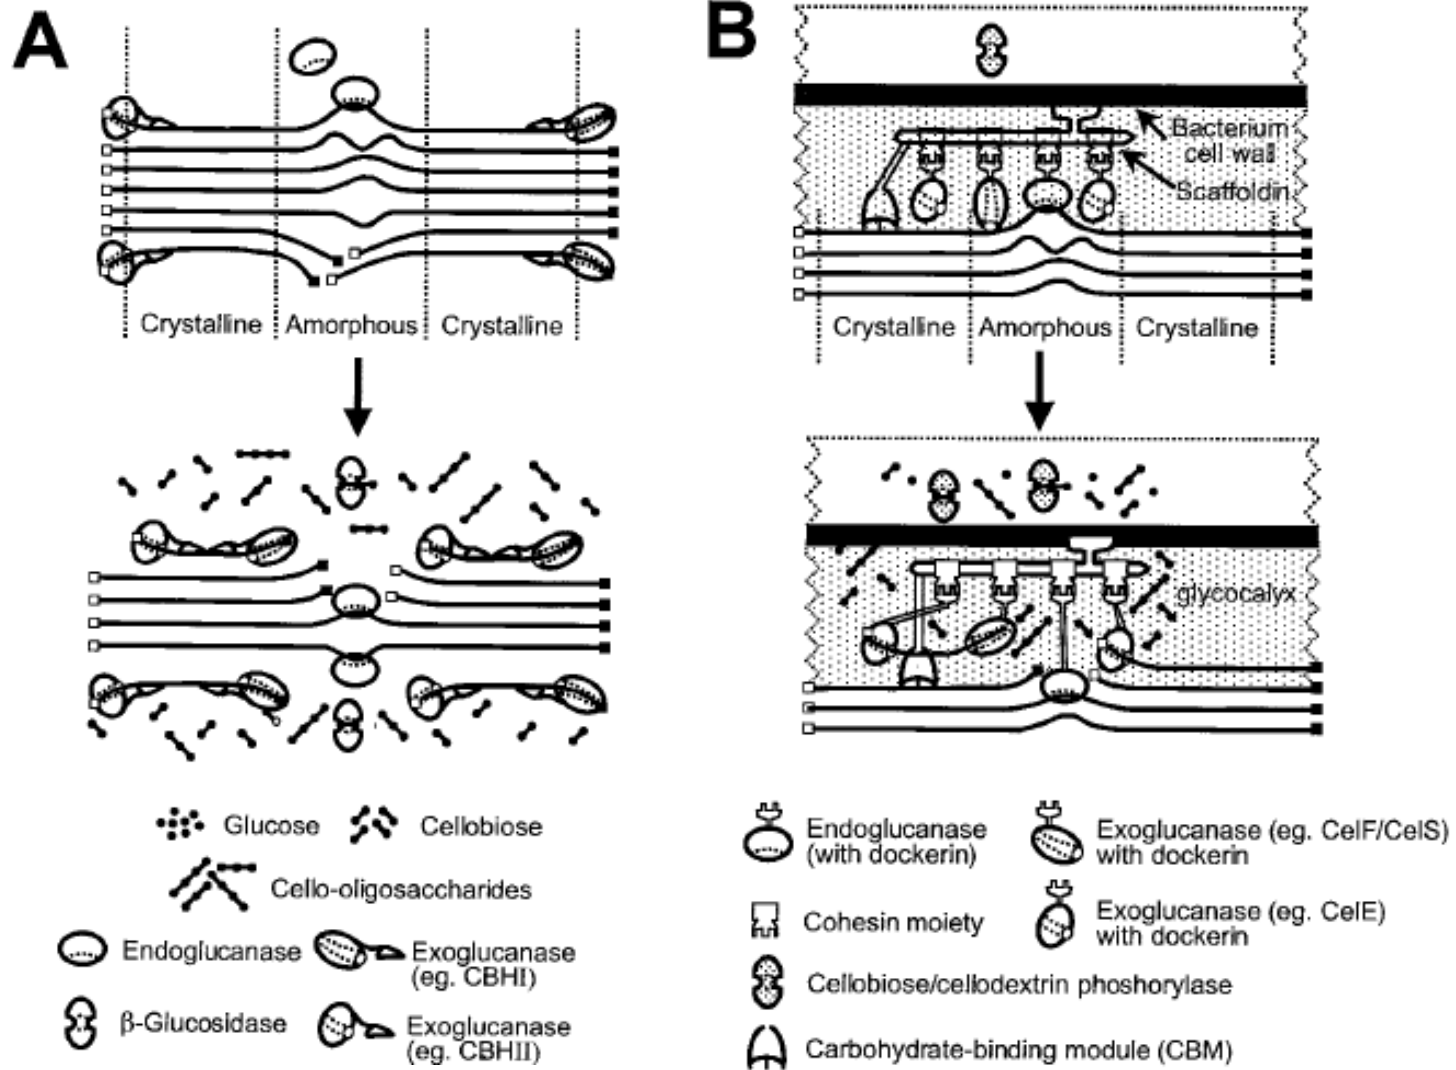 A
B
Bacterium
cell wall
Scaffoldin
Crystalline Amorphous Crystalline
Crystalline Amorphous Crystalline
glycocalyx
Glucose
Cellobiose
Cello-oligosaccharides
Endoglucanase
Exoglucanase
(eg. CBHI)
β-Glucosidase
Exoglucanase
(eg. CBHII)
Endoglucanase
(with dockerin)
Exoglucanase (eg. CelF/CelS)
with dockerin
Cohesin moiety
Exoglucanase (eg. CelE)
with dockerin
Cellobiose/cellodextrin phoshorylase
Carbohydrate-binding module (CBM)